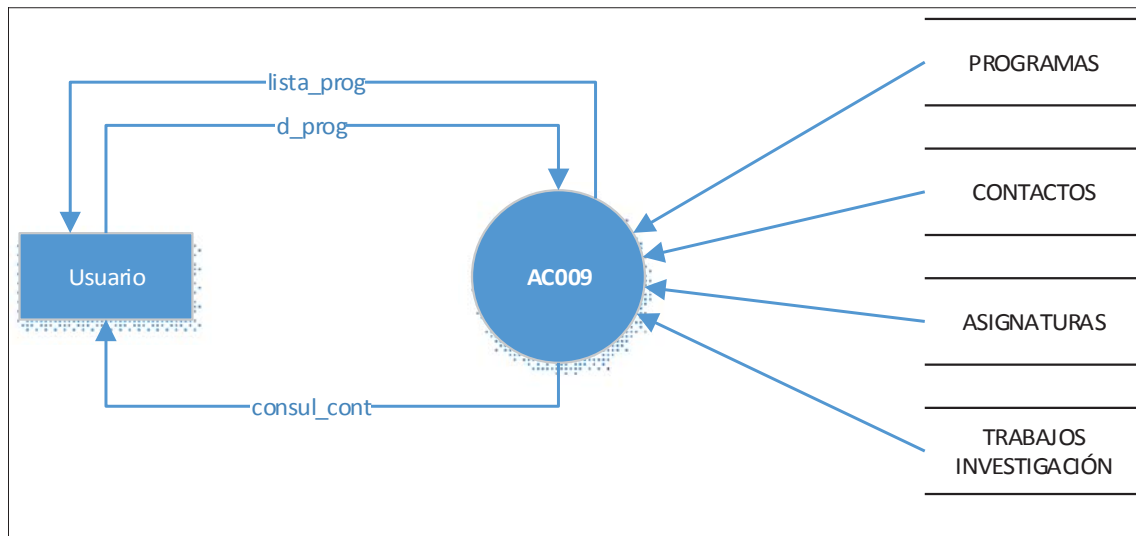 lista_prog
d_prog
Usuario
AC009
consul_cont
PROGRAMAS
CONTACTOS
ASIGNATURAS
TRABAJOS
INVESTIGACIÓN